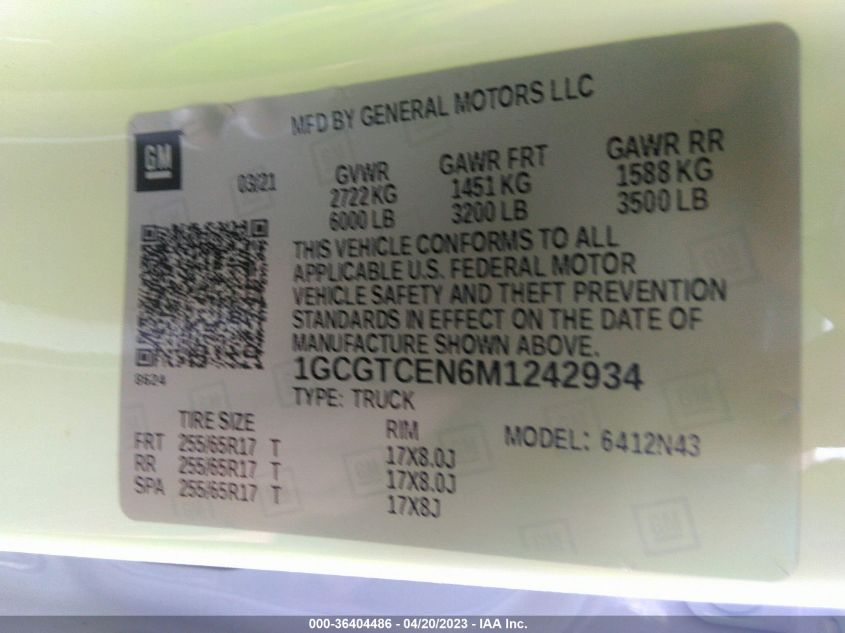 MFD BY GENERAL MOTORS LLC
GM
03/21
GVWR GAWR FRT GAWR RR
2722 KG 1451 KG 1588 KG
6000 LB 3200 LB 3500 LB
THIS VEHICLE CONFORMS TO ALL
APPLICABLE U.S. FEDERAL MOTOR
VEHICLE SAFETY AND THEFT PREVENTION
STANDARDS IN EFFECT ON THE DATE OF
MANUFACTURE SHOWN ABOVE.
8624
1GCGTCEN6M1242934
TYPE: TRUCK
TIRE SIZE RIM MODEL: 6412N43
FRT 255/65R17 T 17X8.0J
RR 255/65R17 T 17X8.0J
SPA 255/65R17 T 17X8J
000-36404486 - 04/20/2023 - IAA Inc.